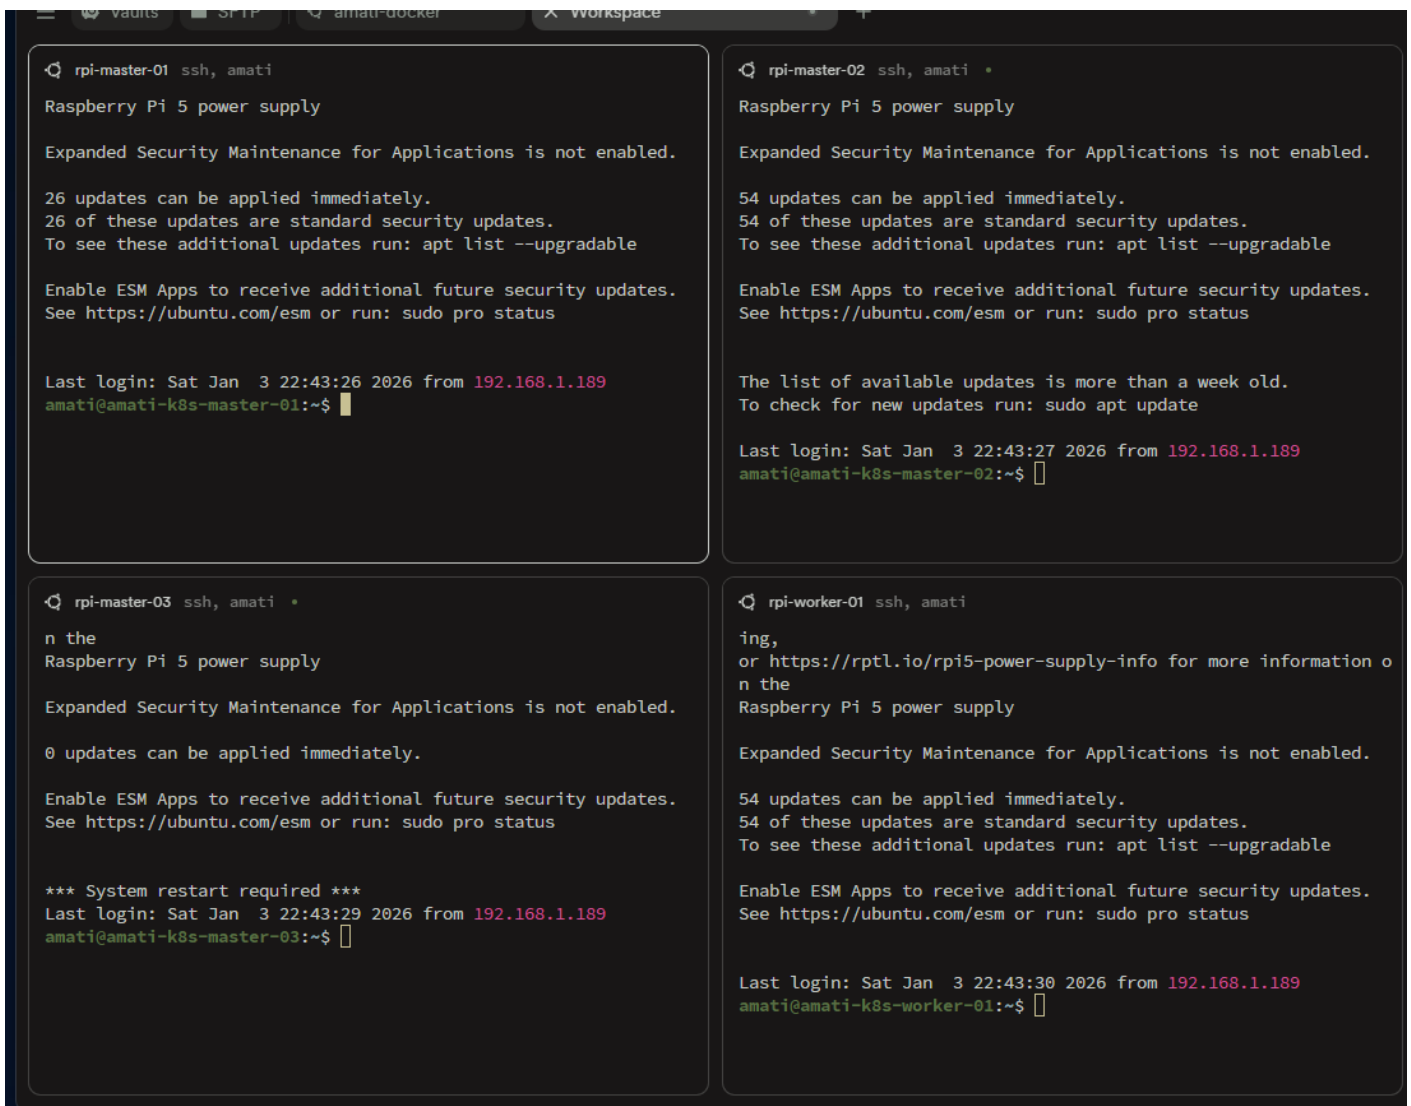 Vaults SFTP amati-docker Workspace
rpi-master-01 ssh, amati
Raspberry Pi 5 power supply
Expanded Security Maintenance for Applications is not enabled.
26 updates can be applied immediately.
26 of these updates are standard security updates.
To see these additional updates run: apt list --upgradable
Enable ESM Apps to receive additional future security updates.
See https://ubuntu.com/esm or run: sudo pro status
Last login: Sat Jan  3 22:43:26 2026 from 192.168.1.189
amati@amati-k8s-master-01:~$
rpi-master-02 ssh, amati
Raspberry Pi 5 power supply
Expanded Security Maintenance for Applications is not enabled.
54 updates can be applied immediately.
54 of these updates are standard security updates.
To see these additional updates run: apt list --upgradable
Enable ESM Apps to receive additional future security updates.
See https://ubuntu.com/esm or run: sudo pro status
The list of available updates is more than a week old.
To check for new updates run: sudo apt update
Last login: Sat Jan  3 22:43:27 2026 from 192.168.1.189
amati@amati-k8s-master-02:~$
rpi-master-03 ssh, amati
n the
Raspberry Pi 5 power supply
Expanded Security Maintenance for Applications is not enabled.
0 updates can be applied immediately.
Enable ESM Apps to receive additional future security updates.
See https://ubuntu.com/esm or run: sudo pro status
*** System restart required ***
Last login: Sat Jan  3 22:43:29 2026 from 192.168.1.189
amati@amati-k8s-master-03:~$
rpi-worker-01 ssh, amati
ing,
or https://rptl.io/rpi5-power-supply-info for more information o
n the
Raspberry Pi 5 power supply
Expanded Security Maintenance for Applications is not enabled.
54 updates can be applied immediately.
54 of these updates are standard security updates.
To see these additional updates run: apt list --upgradable
Enable ESM Apps to receive additional future security updates.
See https://ubuntu.com/esm or run: sudo pro status
Last login: Sat Jan  3 22:43:30 2026 from 192.168.1.189
amati@amati-k8s-worker-01:~$